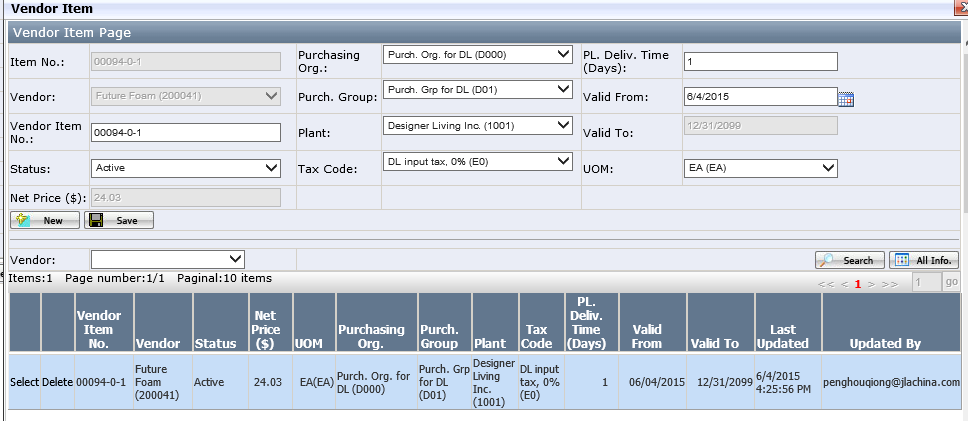 Vendor Item
Vendor Item Page
Item No.: 00094-0-1 Purchasing Org.: Purch. Org. for DL (D000) PL. Deliv. Time (Days): 1
Vendor: Future Foam (200041) Purch. Group: Purch. Grp for DL (D01) Valid From: 6/4/2015
Vendor Item No.: 00094-0-1 Plant: Designer Living Inc. (1001) Valid To: 12/31/2099
Status: Active Tax Code: DL input tax, 0% (E0) UOM: EA (EA)
Net Price ($): 24.03
New Save
Vendor: Search All Info.
Items:1 Page number:1/1 Paginal:10 items << < 1 > >> 1 go
Vendor Item No. Vendor Status Net Price ($) UOM Purchasing Org. Purch. Group Plant Tax Code PL. Deliv. Time (Days) Valid From Valid To Last Updated Updated By
Select Delete 00094-0-1 Future Foam (200041) Active 24.03 EA(EA) Purch. Org. for DL (D000) Purch. Grp for DL (D01) Designer Living Inc. (1001) DL input tax, 0% (E0) 1 06/04/2015 12/31/2099 6/4/2015 4:25:56 PM penghouqiong@jlachina.com